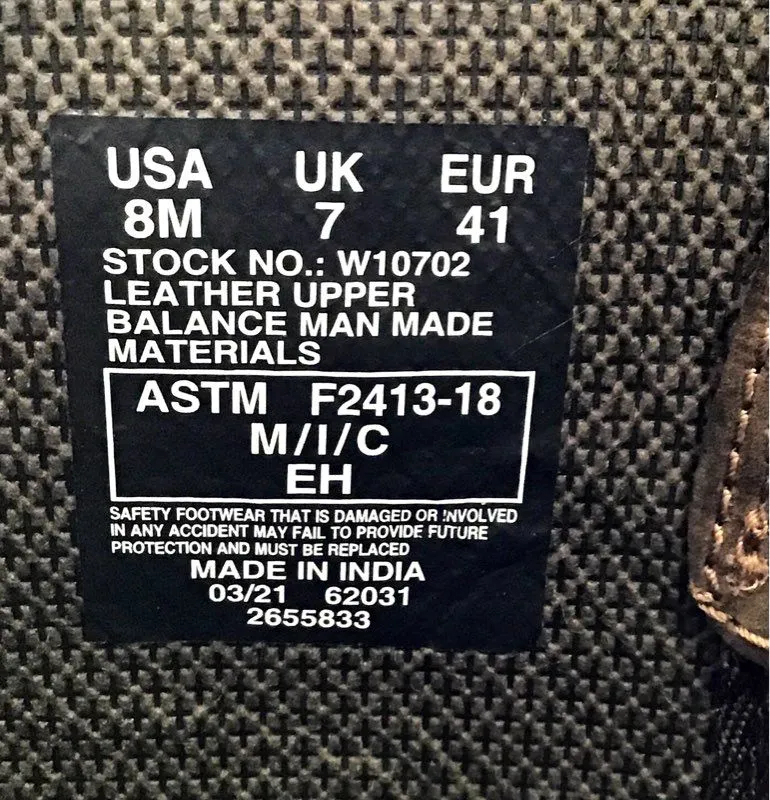 USA UK EUR
8M 7 41
STOCK NO.: W10702
LEATHER UPPER
BALANCE MAN MADE
MATERIALS
ASTM F2413-18
M/I/C
EH
SAFETY FOOTWEAR THAT IS DAMAGED OR INVOLVED
IN ANY ACCIDENT MAY FAIL TO PROVIDE FUTURE
PROTECTION AND MUST BE REPLACED
MADE IN INDIA
03/21 62031
2655833